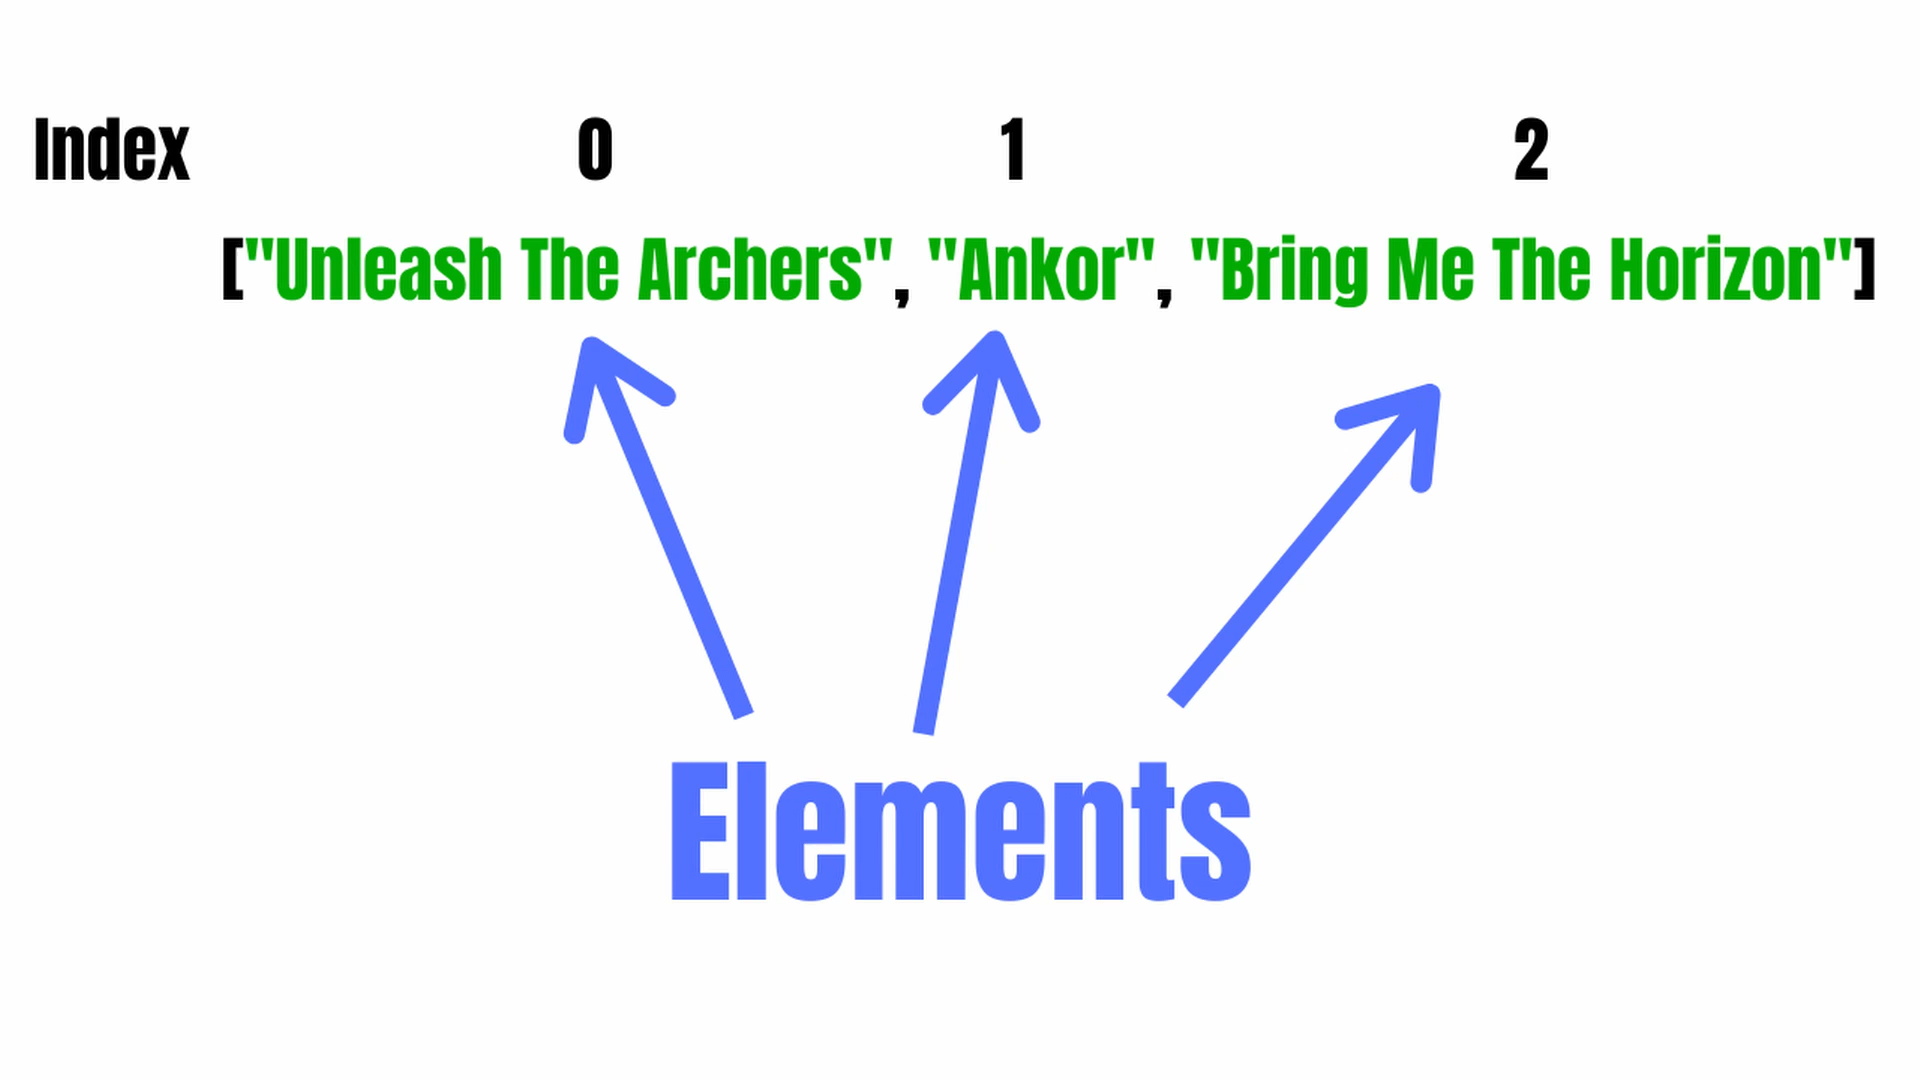 Index 0 1 2
["Unleash The Archers", "Ankor", "Bring Me The Horizon"]
Elements